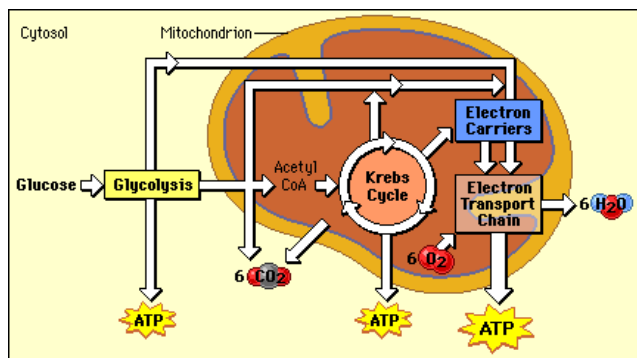 Cytosol
Mitochondrion
Electron
Carriers
Glucose
Glycolysis
Acetyl
CoA
Krebs
Cycle
Electron
Transport
Chain
6 H2O
6 CO2
6 O2
ATP
ATP
ATP